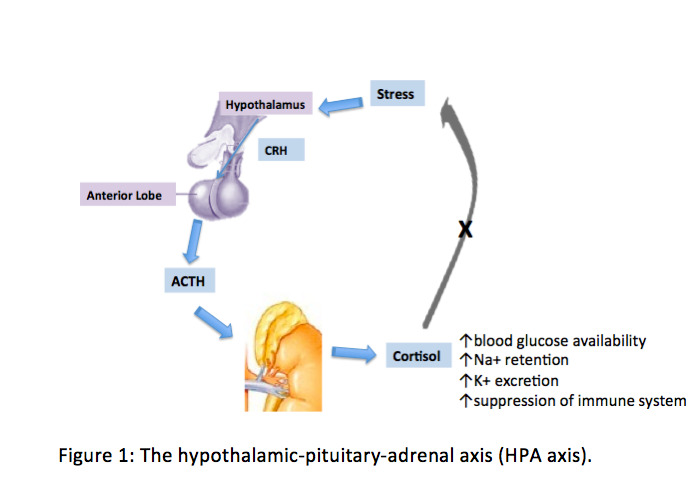 Stress
Hypothalamus
CRH
Anterior Lobe
ACTH
X
Cortisol
↑blood glucose availability
↑Na+ retention
↑K+ excretion
↑suppression of immune system
Figure 1: The hypothalamic-pituitary-adrenal axis (HPA axis).